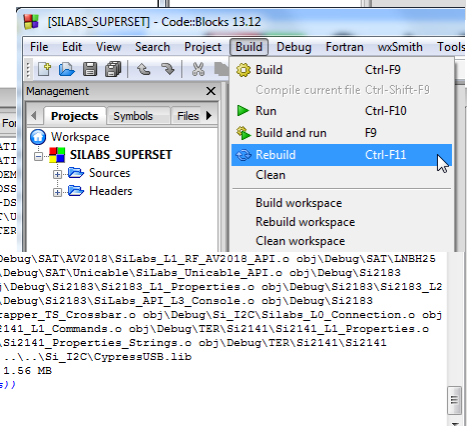 [SILABS_SUPERSET] - Code::Blocks 13.12
File Edit View Search Project Build Debug Fortran wxSmith Tools
Management X
Projects Symbols Files
Workspace
SILABS_SUPERSET
Sources
Headers
Build Ctrl-F9
Compile current file Ctrl-Shift-F9
Run Ctrl-F10
Build and run F9
Rebuild Ctrl-F11
Clean
Build workspace
Rebuild workspace
Clean workspace
Debug\SAT\AV2018\SiLabs_L1_RF_AV2018_API.o obj\Debug\SAT\LNBH25
\Debug\SAT\Unicable\SiLabs_Unicable_API.o obj\Debug\Si2183
j\Debug\Si2183\Si2183_L1_Properties.o obj\Debug\Si2183\Si2183_L2
\Debug\Si2183\SiLabs_API_L3_Console.o obj\Debug\Si2183
rapper_TS_Crossbar.o obj\Debug\Si_I2C\Silabs_L0_Connection.o obj
2141_L1_Commands.o obj\Debug\TER\Si2141\Si2141_L1_Properties.o
\Si2141_Properties_Strings.o obj\Debug\TER\Si2141\Si2141
..\..\Si_I2C\CypressUSB.lib
1.56 MB
s))